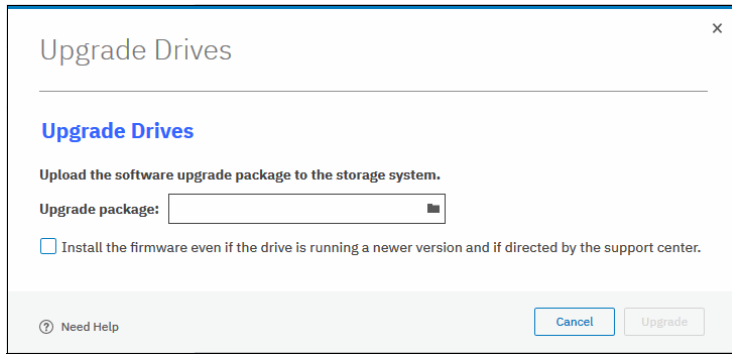 Upgrade Drives
Upgrade Drives
Upload the software upgrade package to the storage system.
Upgrade package:
Install the firmware even if the drive is running a newer version and if directed by the support center.
Need Help
Cancel
Upgrade